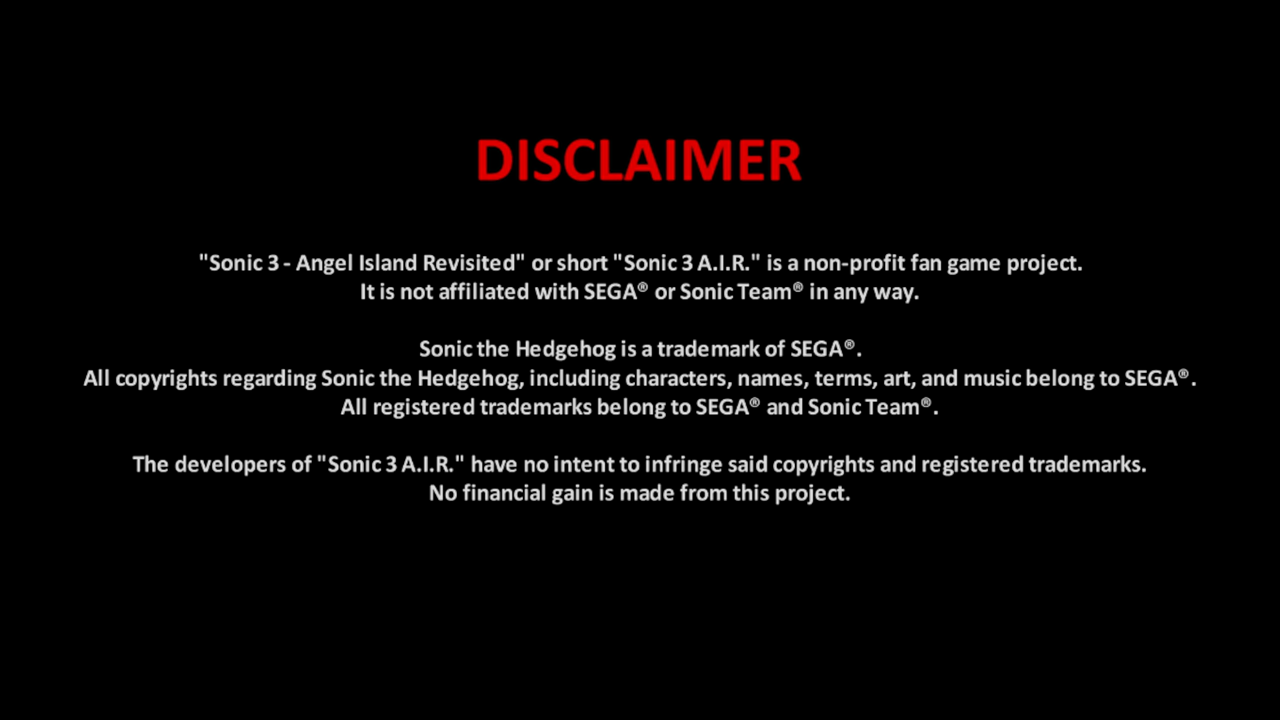 DISCLAIMER
"Sonic 3 - Angel Island Revisited" or short "Sonic 3 A.I.R." is a non-profit fan game project.
It is not affiliated with SEGA® or Sonic Team® in any way.
Sonic the Hedgehog is a trademark of SEGA®.
All copyrights regarding Sonic the Hedgehog, including characters, names, terms, art, and music belong to SEGA®.
All registered trademarks belong to SEGA® and Sonic Team®.
The developers of "Sonic 3 A.I.R." have no intent to infringe said copyrights and registered trademarks.
No financial gain is made from this project.